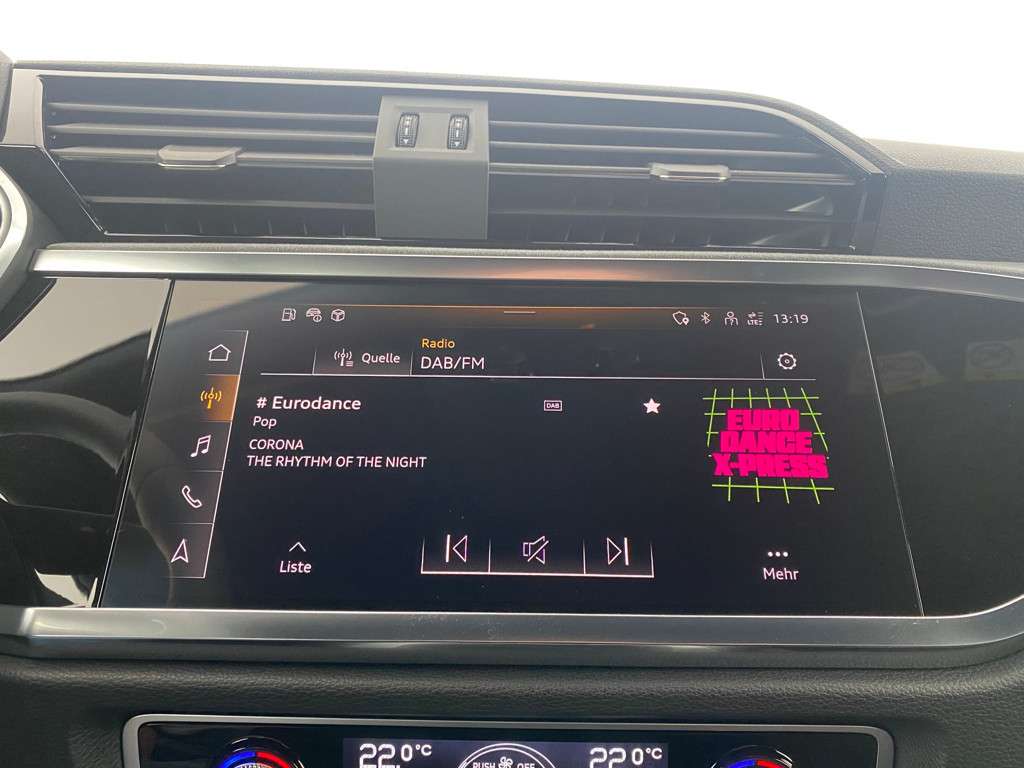 LTE 13:19
Quelle
Radio
DAB/FM
# Eurodance
DAB
Pop
CORONA
THE RHYTHM OF THE NIGHT
EURO
DANCE
X-PRESS
Liste
Mehr
22.0°C
PUSH OFF
22.0°C